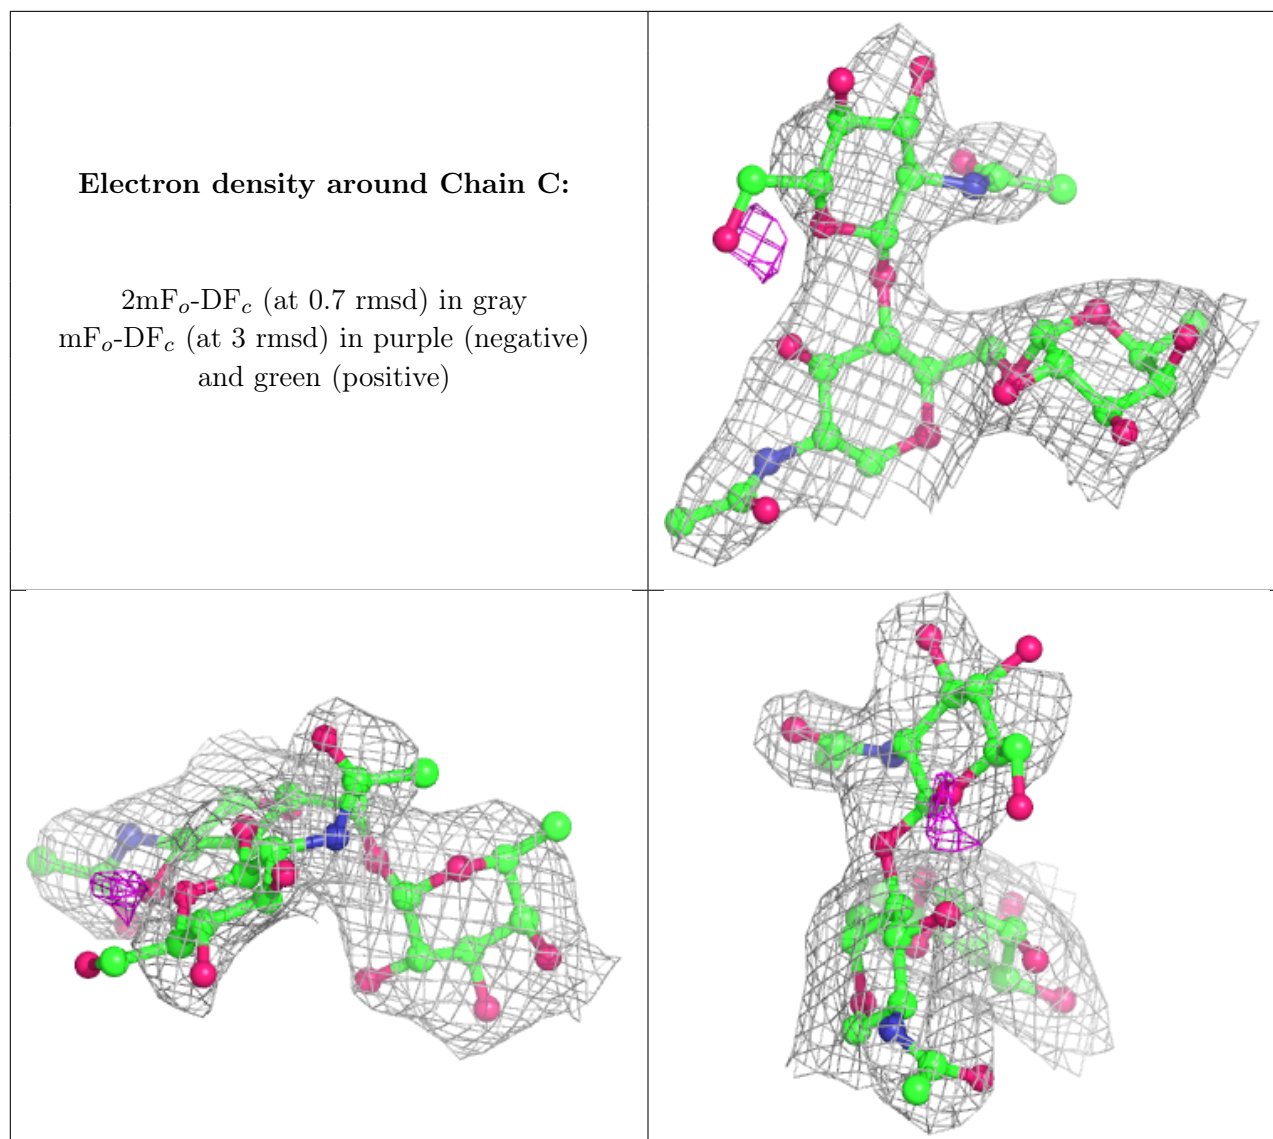 Electron density around Chain C:
2mFₒ-DF𝑐 (at 0.7 rmsd) in gray
mFₒ-DF𝑐 (at 3 rmsd) in purple (negative)
and green (positive)